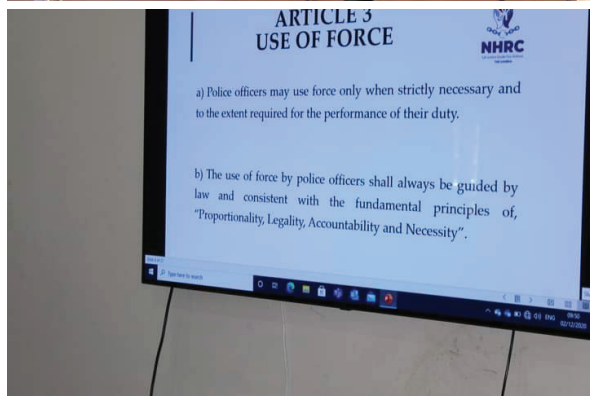 ARTICLE 3
USE OF FORCE
NHRC
THE GAMBIA
a) Police officers may use force only when strictly necessary and
to the extent required for the performance of their duty.
b) The use of force by police officers shall always be guided by
law and consistent with the fundamental principles of,
"Proportionality, Legality, Accountability and Necessity".
Type here to search
ENG
09:50
02/12/2020